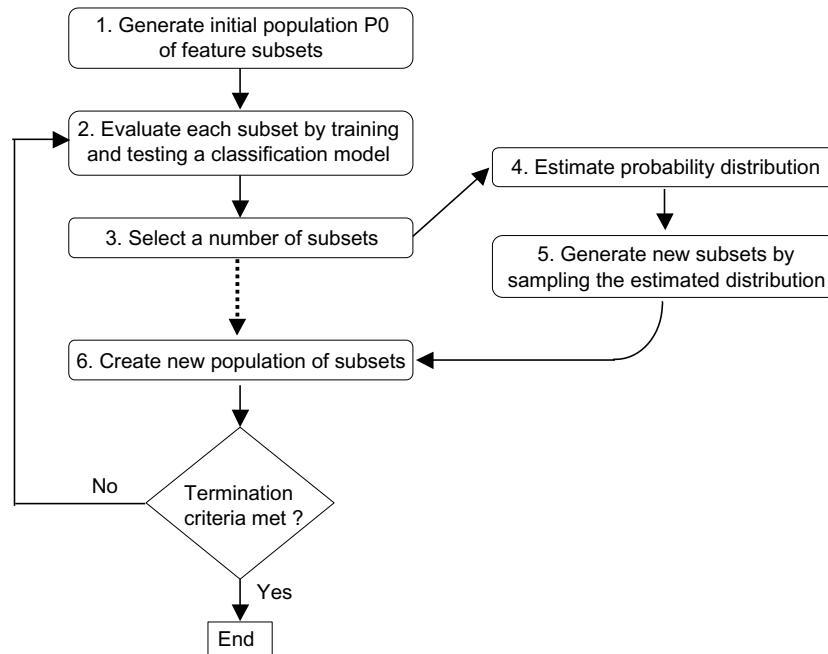 1. Generate initial population P0
of feature subsets
2. Evaluate each subset by training
and testing a classification model
3. Select a number of subsets
4. Estimate probability distribution
5. Generate new subsets by
sampling the estimated distribution
6. Create new population of subsets
Termination
criteria met ?
No
Yes
End